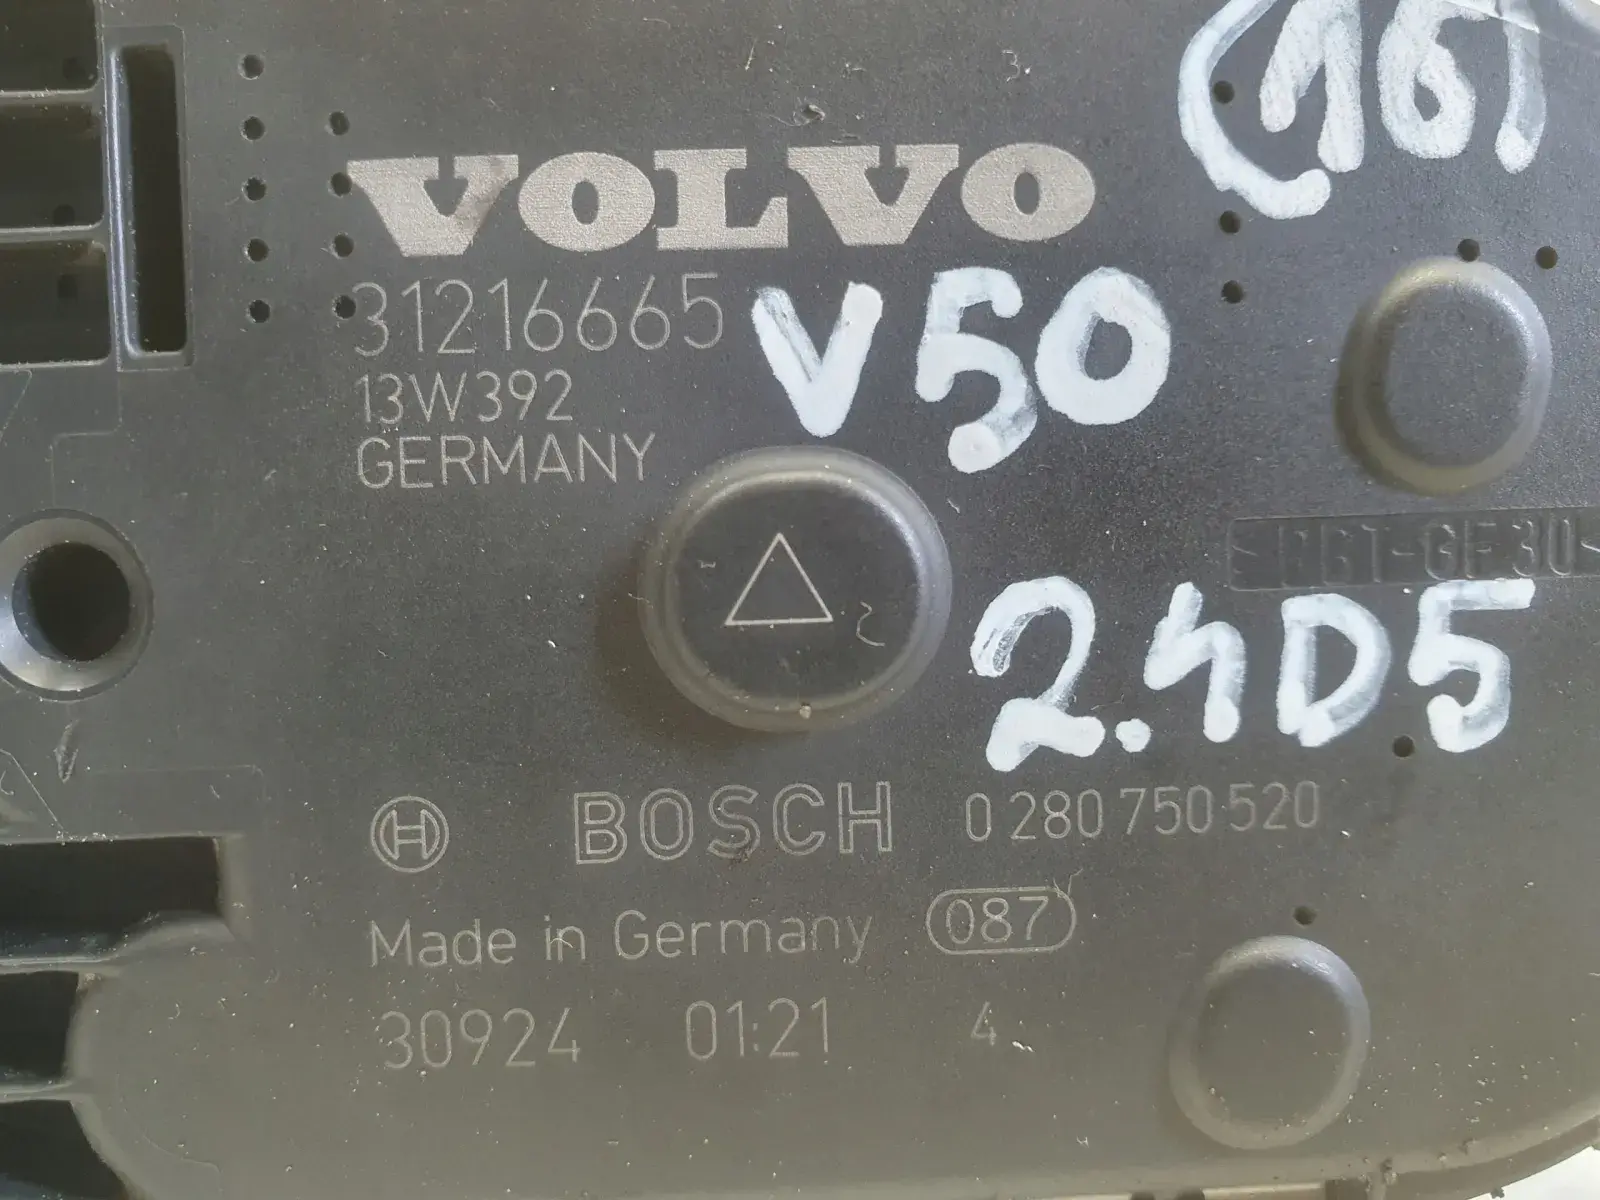 (16)
VOLVO
31216665
V50
13W392
GERMANY
2.4D5
BOSCH 0 280 750 520
Made in Germany 087
30924 01:21 4